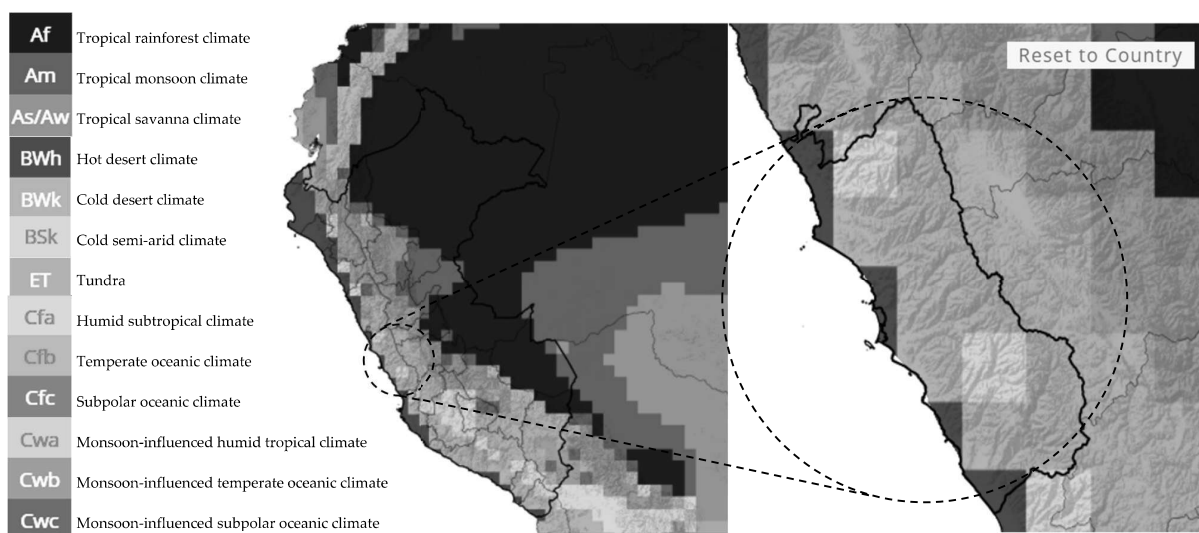 Af Tropical rainforest climate
Am Tropical monsoon climate
As/Aw Tropical savanna climate
BWh Hot desert climate
BWk Cold desert climate
BSk Cold semi-arid climate
ET Tundra
Cfa Humid subtropical climate
Cfb Temperate oceanic climate
Cfc Subpolar oceanic climate
Cwa Monsoon-influenced humid tropical climate
Cwb Monsoon-influenced temperate oceanic climate
Cwc Monsoon-influenced subpolar oceanic climate
Reset to Country